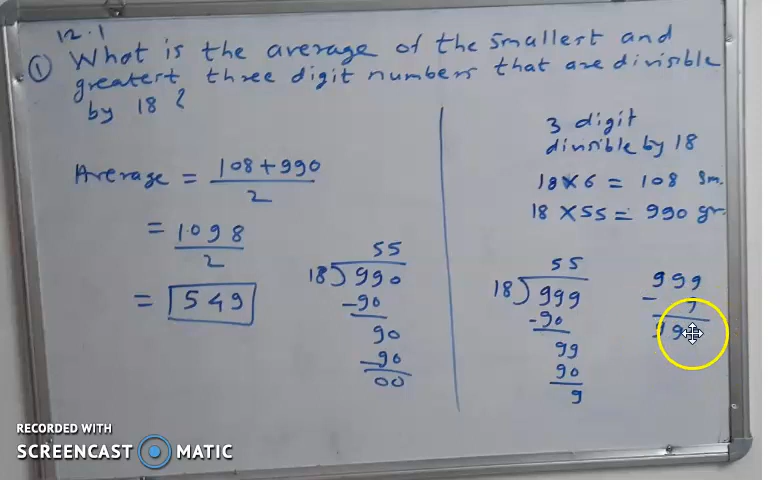 12.1
① What is the average of the smallest and
greatest three digit numbers that are divisible
by 18 ?
Average = 108+990
2
= 1098
2
= 549
55
18)990
-90
90
-90
00
3 digit
divisible by 18
18×6 = 108 Sm.
18×55 = 990 gr.
55
18)999
-90
99
90
9
999
-
99
RECORDED WITH
SCREENCAST MATIC